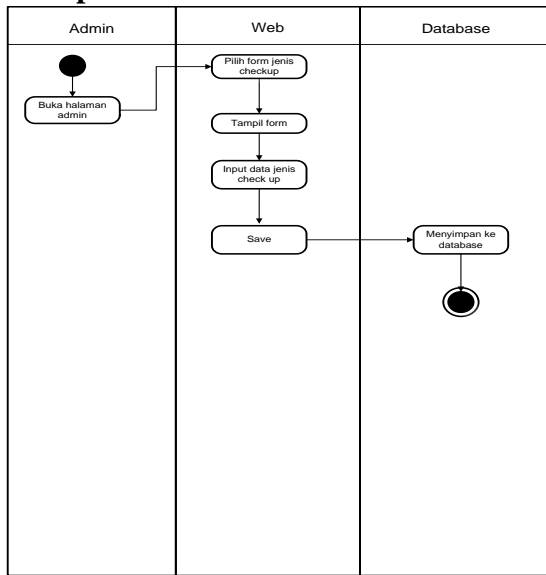 Admin
Web
Database
Buka halaman
admin
Pilih form jenis
checkup
Tampil form
Input data jenis
check up
Save
Menyimpan ke
database